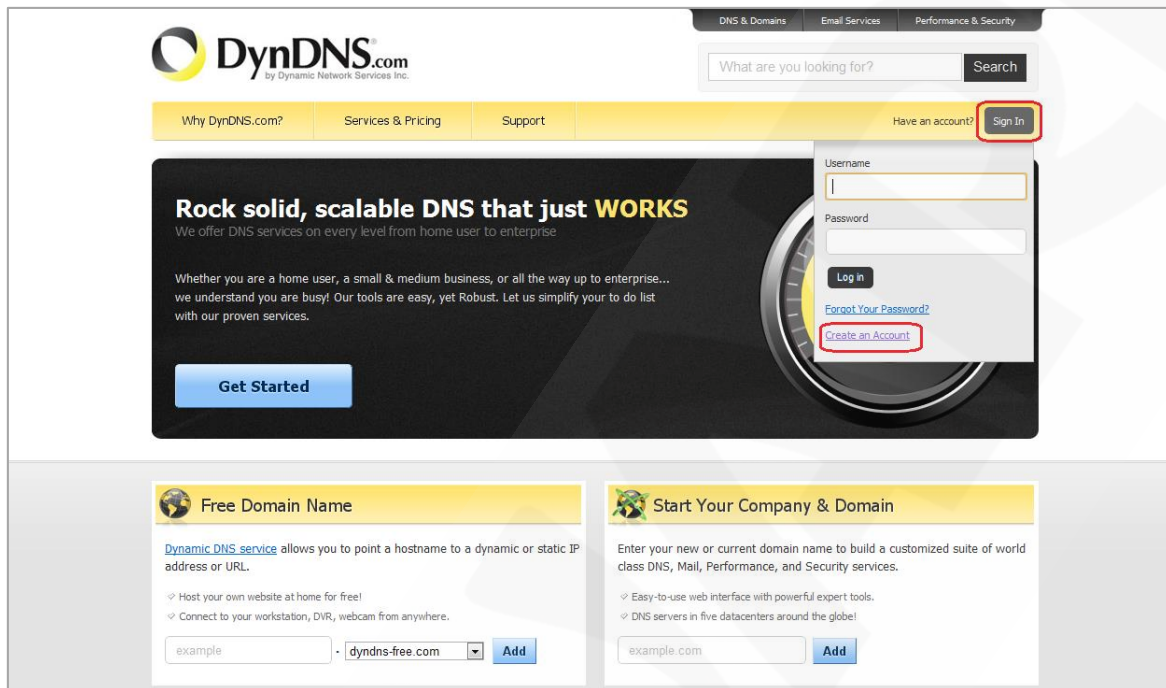 DNS & Domains Email Services Performance & Security
DynDNS.com
by Dynamic Network Services Inc.
What are you looking for? Search
Why DynDNS.com? Services & Pricing Support Have an account? Sign In
Username
Password
Log in
Forgot Your Password?
Create an Account
Rock solid, scalable DNS that just WORKS
We offer DNS services on every level from home user to enterprise
Whether you are a home user, a small & medium business, or all the way up to enterprise...
we understand you are busy! Our tools are easy, yet Robust. Let us simplify your to do list
with our proven services.
Get Started
Free Domain Name
Dynamic DNS service allows you to point a hostname to a dynamic or static IP
address or URL.
Host your own website at home for free!
Connect to your workstation, DVR, webcam from anywhere.
example . dyndns-free.com Add
Start Your Company & Domain
Enter your new or current domain name to build a customized suite of world
class DNS, Mail, Performance, and Security services.
Easy-to-use web interface with powerful expert tools.
DNS servers in five datacenters around the globe!
example.com Add